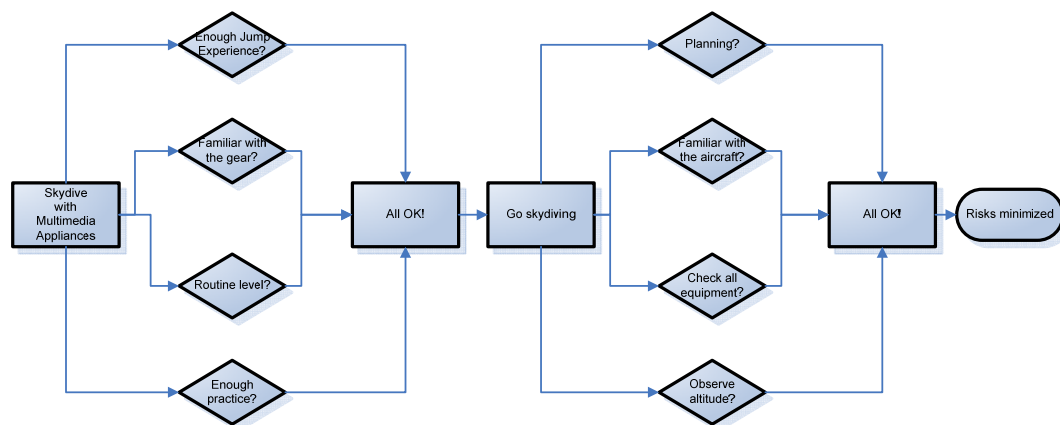 Enough Jump
Experience?
Planning?
Familiar with
the gear?
Familiar with
the aircraft?
Skydive
with
Multimedia
Appliances
All OK!
Go skydiving
All OK!
Risks minimized
Routine level?
Check all
equipment?
Enough
practice?
Observe
altitude?